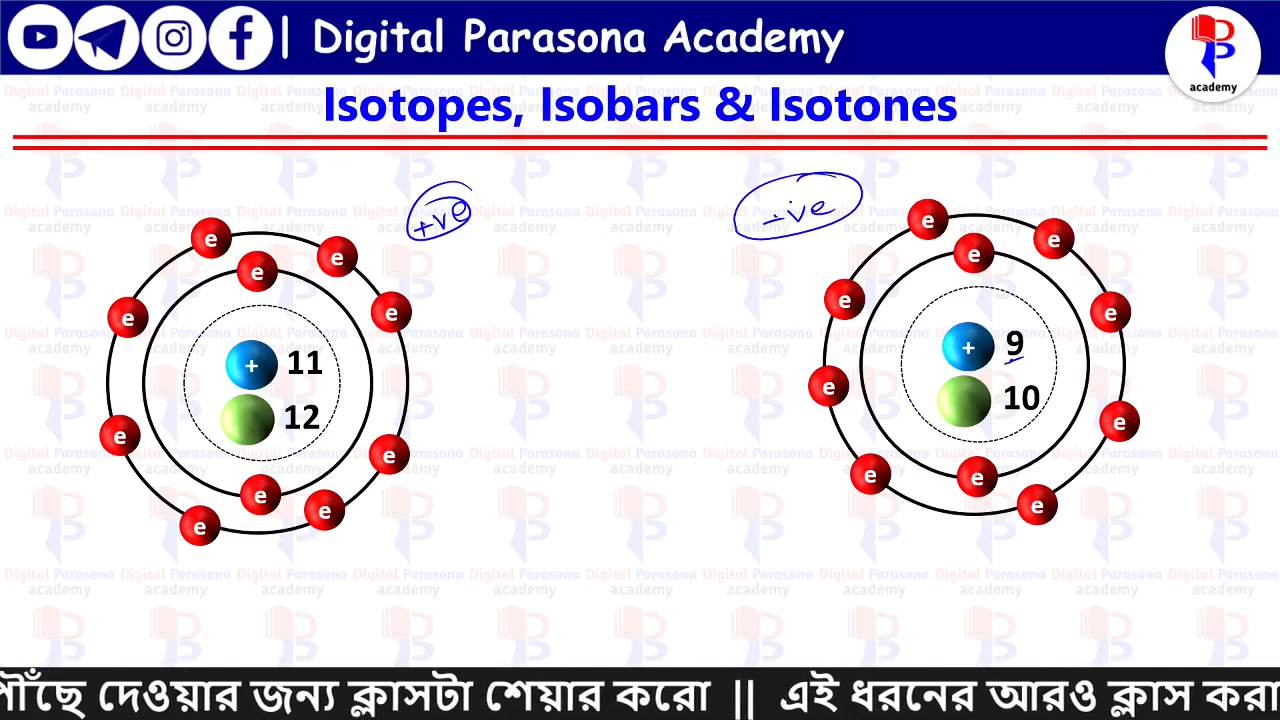 | Digital Parasona Academy
academy
Isotopes, Isobars & Isotones
+ve
-ve
e e e e e e e e e e
+ 11
12
e e e e e e e e e e
+ 9
10
পৌঁছে দেওয়ার জন্য ক্লাসটা শেয়ার করো || এই ধরনের আরও ক্লাস করা